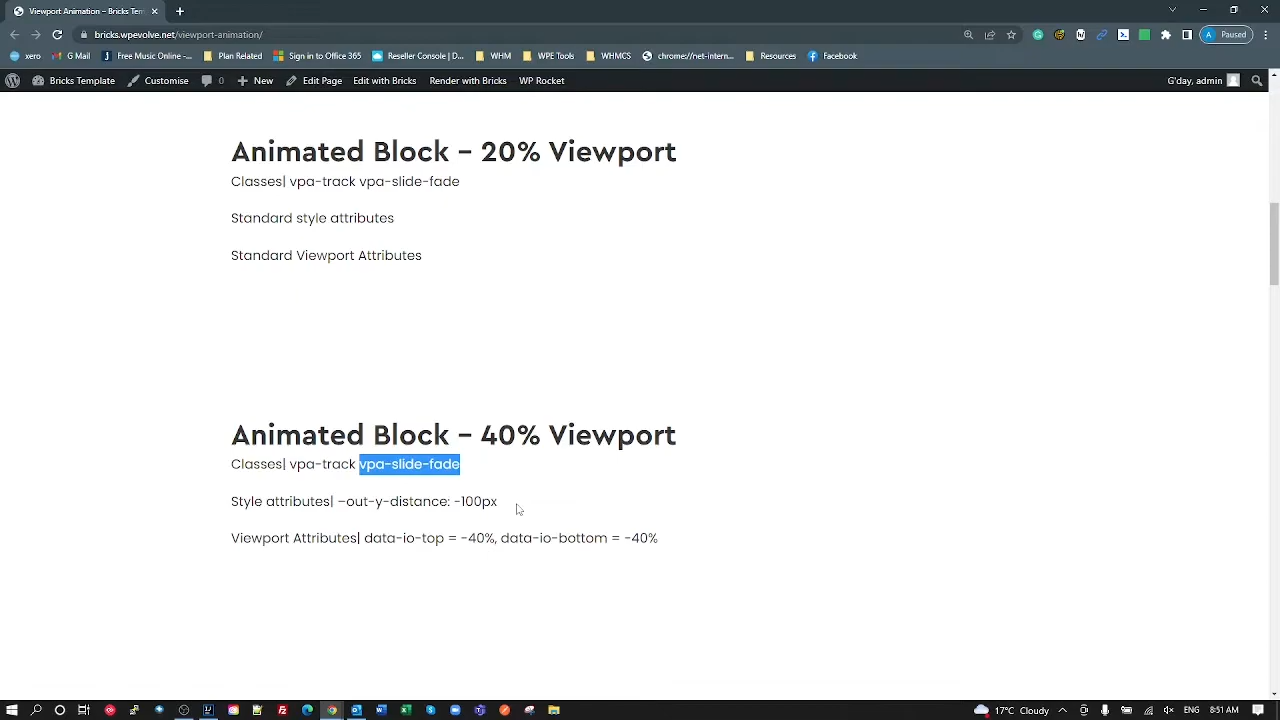 Viewport Animation – Bricks Tem
bricks.wpevolve.net/viewport-animation/
Paused
xero
G Mail
Free Music Online -...
Plan Related
Sign in to Office 365
Reseller Console | D...
WHM
WPE Tools
WHMCS
chrome://net-intern...
Resources
Facebook
Bricks Template
Customise
0
New
Edit Page
Edit with Bricks
Render with Bricks
WP Rocket
G'day, admin
Animated Block – 20% Viewport
Classes| vpa-track vpa-slide-fade
Standard style attributes
Standard Viewport Attributes
Animated Block – 40% Viewport
Classes| vpa-track vpa-slide-fade
Style attributes| –out-y-distance: -100px
Viewport Attributes| data-io-top = -40%, data-io-bottom = -40%
17°C Cloudy
ENG
8:51 AM